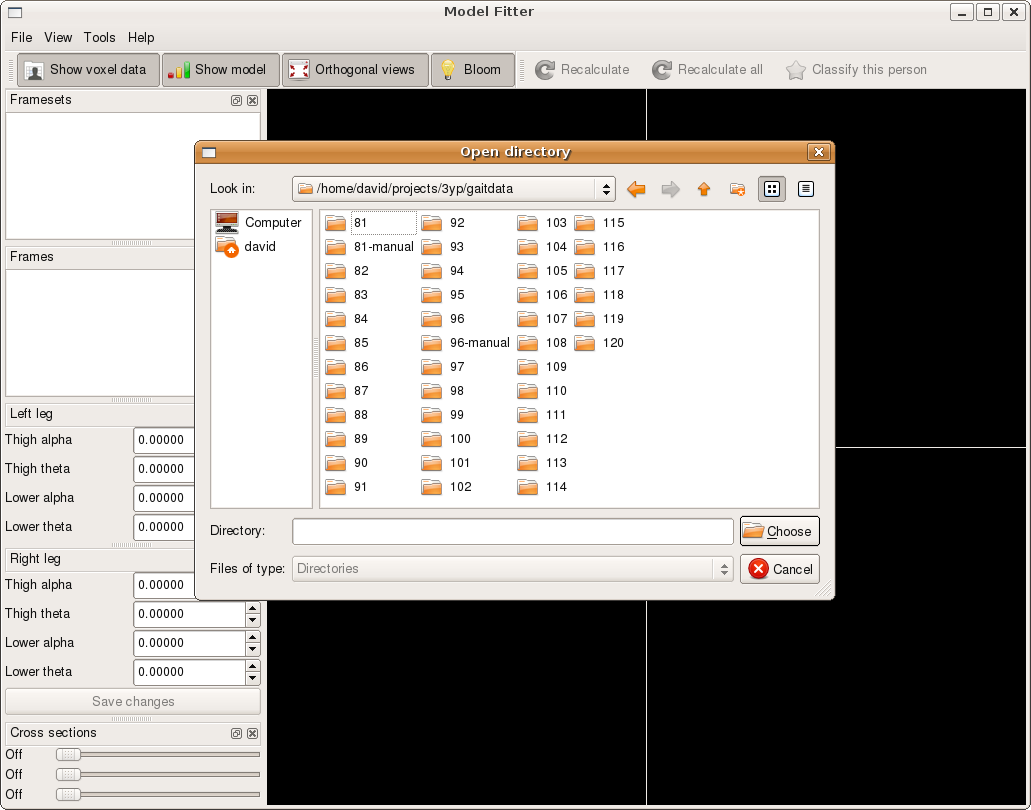 Model Fitter
File View Tools Help
Show voxel data Show model Orthogonal views Bloom Recalculate Recalculate all Classify this person
Framesets
Open directory
Look in: /home/david/projects/3yp/gaitdata
Computer
david
81
81-manual
82
83
84
85
86
87
88
89
90
91
92
93
94
95
96
96-manual
97
98
99
100
101
102
103
104
105
106
107
108
109
110
111
112
113
114
115
116
117
118
119
120
Directory:
Choose
Files of type: Directories
Cancel
Frames
Left leg
Thigh alpha 0.00000
Thigh theta 0.00000
Lower alpha 0.00000
Lower theta 0.00000
Right leg
Thigh alpha 0.00000
Thigh theta 0.00000
Lower alpha 0.00000
Lower theta 0.00000
Save changes
Cross sections
Off
Off
Off